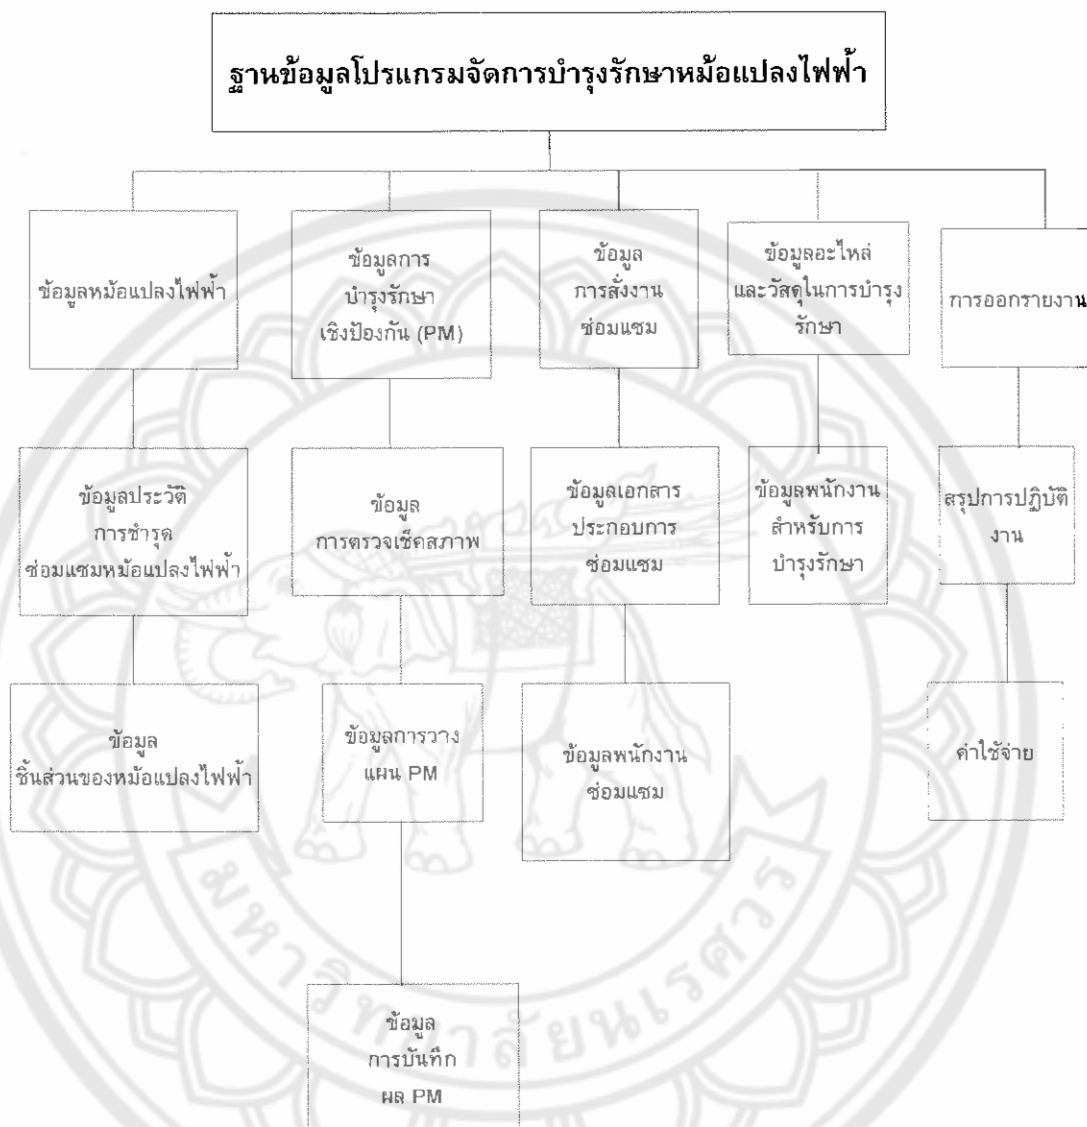 ฐานข้อมูลโปรแกรมจัดการบำรุงรักษาหม้อแปลงไฟฟ้า
ข้อมูลหม้อแปลงไฟฟ้า
ข้อมูลการ
บำรุงรักษา
เชิงป้องกัน (PM)
ข้อมูล
การสั่งงาน
ซ่อมแซม
ข้อมูลอะไหล่
และวัสดุในการบำรุง
รักษา
การออกรายงาน
ข้อมูลประวัติ
การชำรุด
ซ่อมแซมหม้อแปลงไฟฟ้า
ข้อมูล
การตรวจเช็คสภาพ
ข้อมูลเอกสาร
ประกอบการ
ซ่อมแซม
ข้อมูลพนักงาน
สำหรับการ
บำรุงรักษา
สรุปการปฏิบัติ
งาน
ข้อมูล
ชิ้นส่วนของหม้อแปลงไฟฟ้า
ข้อมูลการวาง
แผน PM
ข้อมูลพนักงาน
ซ่อมแซม
ค่าใช้จ่าย
ข้อมูล
การบันทึก
ผล PM
มหาวิทยาลัยนเรศวร